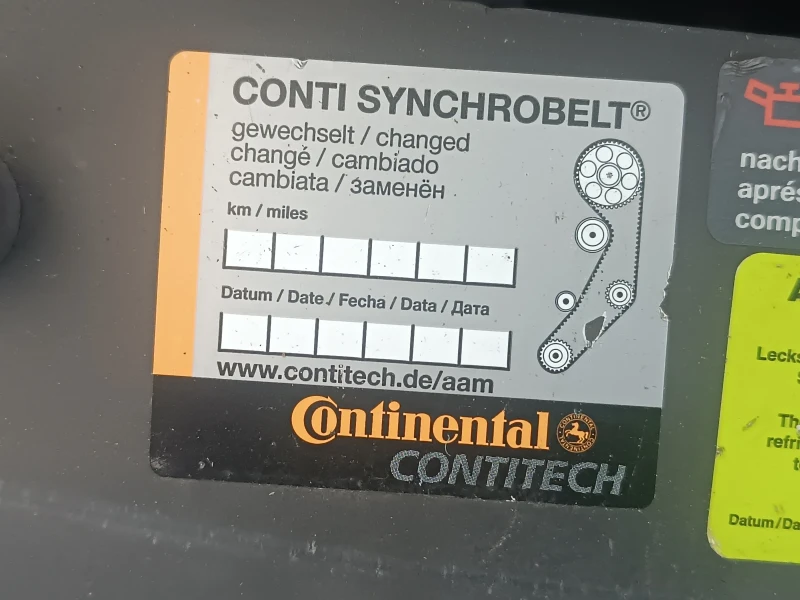 CONTI SYNCHROBELT®
gewechselt / changed
changé / cambiado
cambiata / заменён
km / miles
Datum / Date / Fecha / Data / Дата
www.contitech.de/aam
Continental
CONTITECH
nach
aprés
comp
Lecks
Th
refri
t
Datum/Da